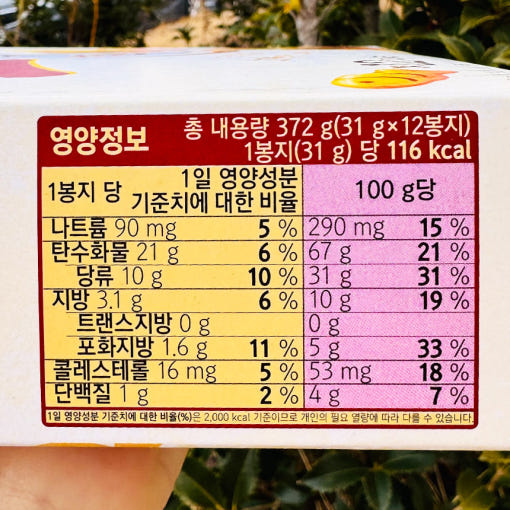 영양정보
총 내용량 372 g(31 g×12봉지)
1봉지(31 g) 당 116 kcal
1봉지 당 1일 영양성분 기준치에 대한 비율 100 g당
나트륨 90 mg 5 % 290 mg 15 %
탄수화물 21 g 6 % 67 g 21 %
당류 10 g 10 % 31 g 31 %
지방 3.1 g 6 % 10 g 19 %
트랜스지방 0 g 0 g
포화지방 1.6 g 11 % 5 g 33 %
콜레스테롤 16 mg 5 % 53 mg 18 %
단백질 1 g 2 % 4 g 7 %
1일 영양성분 기준치에 대한 비율(%)은 2,000 kcal 기준이므로 개인의 필요 열량에 따라 다를 수 있습니다.